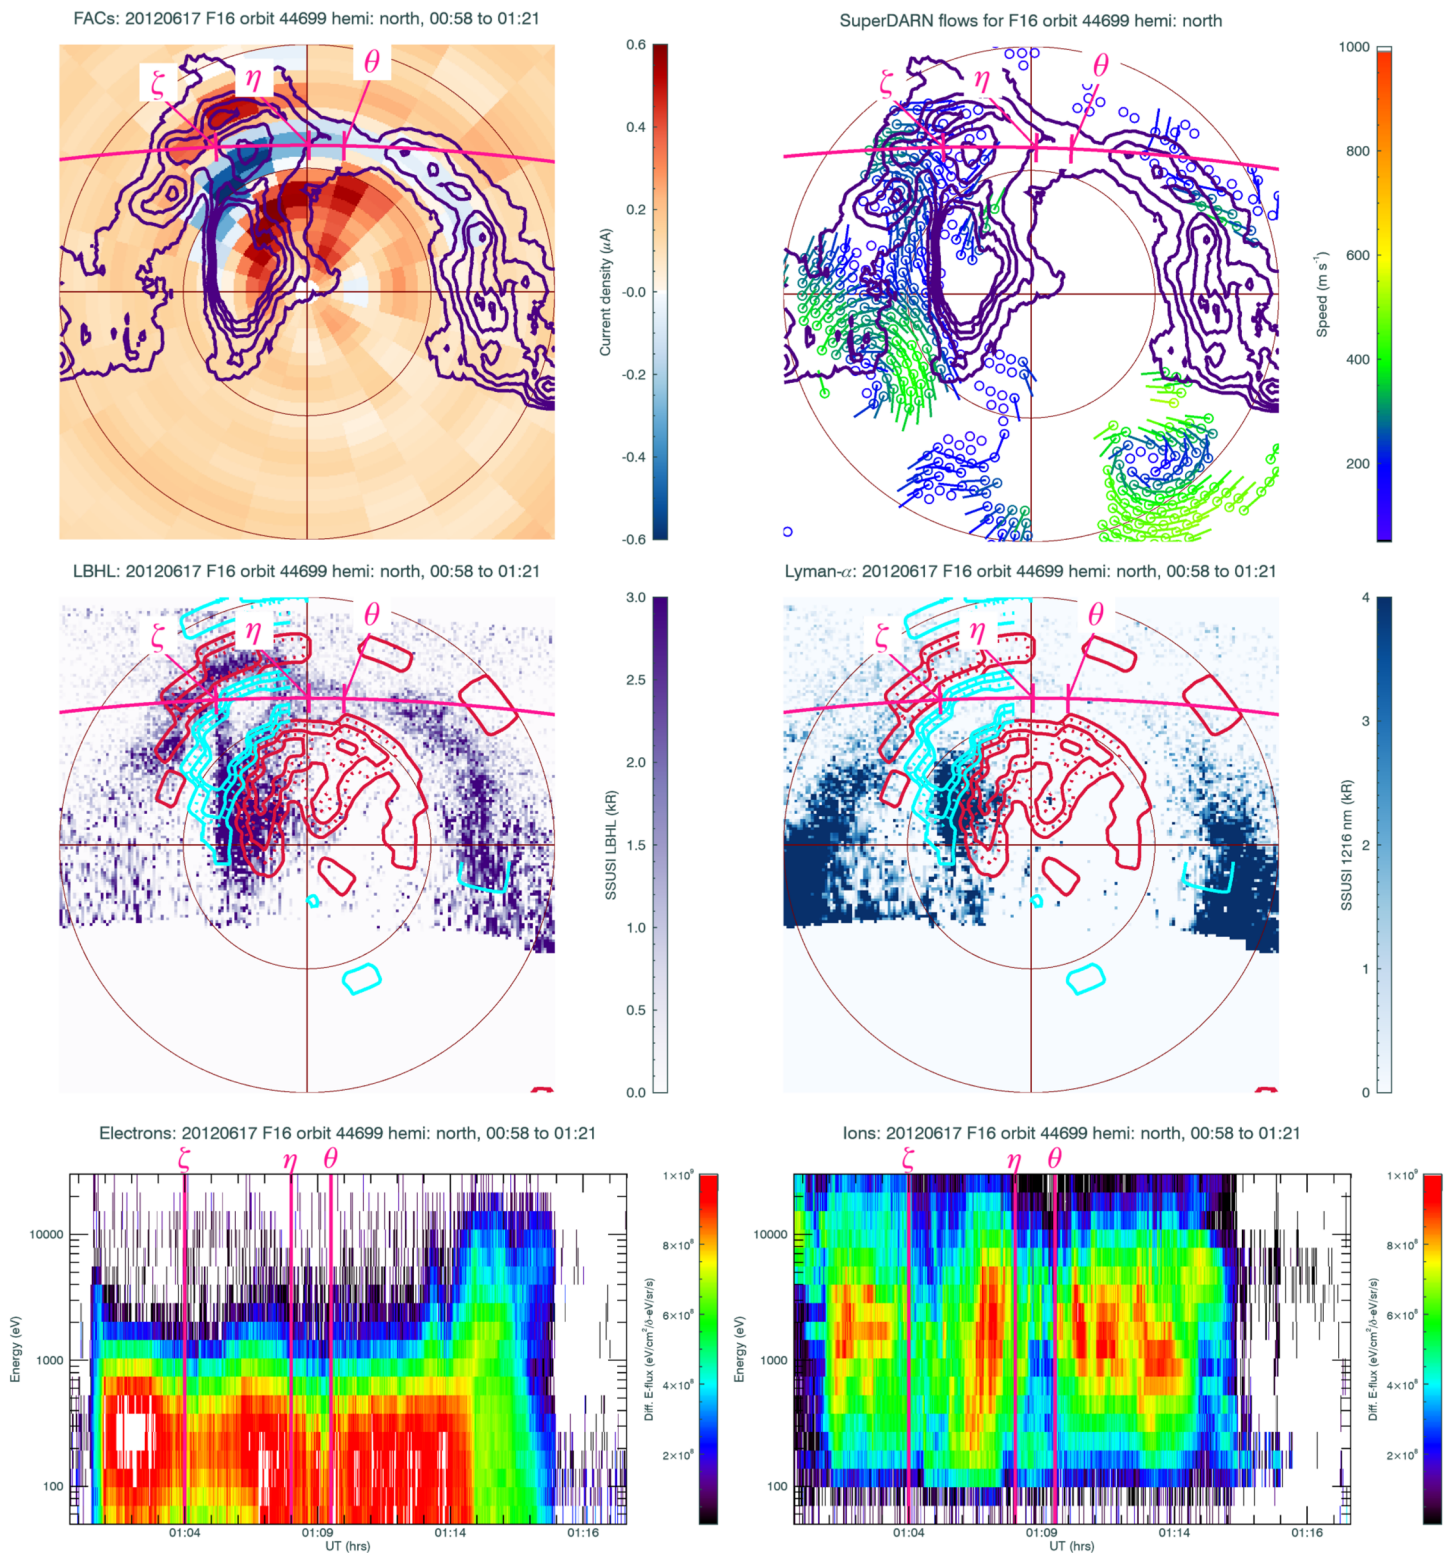 FACs: 20120617 F16 orbit 44699 hemi: north, 00:58 to 01:21
ζ η θ
0.6
0.4
0.2
-0.0
-0.2
-0.4
-0.6
Current density (μA)
SuperDARN flows for F16 orbit 44699 hemi: north
ζ η θ
1000
800
600
400
200
Speed (m s⁻¹)
LBHL: 20120617 F16 orbit 44699 hemi: north, 00:58 to 01:21
ζ η θ
3.0
2.5
2.0
1.5
1.0
0.5
0.0
SSUSI LBHL (kR)
Lyman-α: 20120617 F16 orbit 44699 hemi: north, 00:58 to 01:21
ζ η θ
4
3
2
1
0
SSUSI 1216 nm (kR)
Electrons: 20120617 F16 orbit 44699 hemi: north, 00:58 to 01:21
ζ η θ
10000
1000
100
Energy (eV)
01:04 01:09 01:14 01:16
UT (hrs)
1×10⁹
8×10⁸
6×10⁸
4×10⁸
2×10⁸
Diff. E-flux (eV/cm²/δ-eV/sr/s)
Ions: 20120617 F16 orbit 44699 hemi: north, 00:58 to 01:21
ζ η θ
10000
1000
100
Energy (eV)
01:04 01:09 01:14 01:16
UT (hrs)
1×10⁹
8×10⁸
6×10⁸
4×10⁸
2×10⁸
Diff. E-flux (eV/cm²/δ-eV/sr/s)